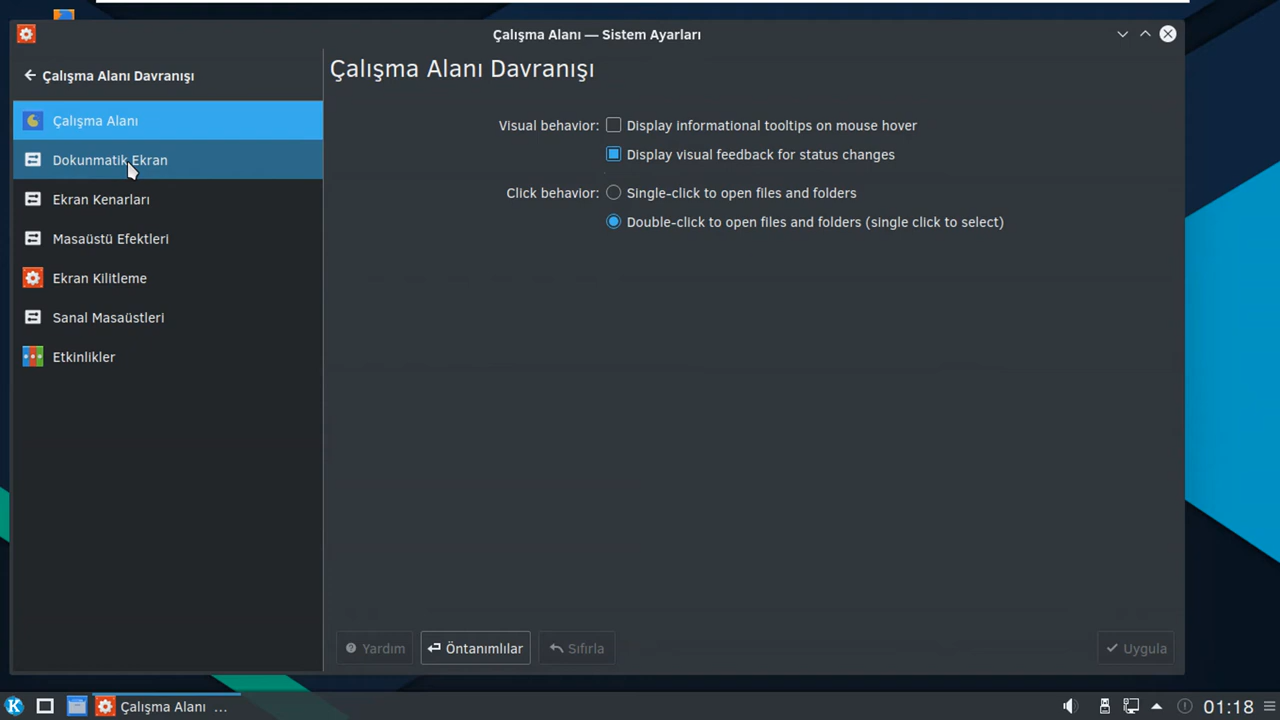 Çalışma Alanı — Sistem Ayarları
Çalışma Alanı Davranışı
Çalışma Alanı
Dokunmatik Ekran
Ekran Kenarları
Masaüstü Efektleri
Ekran Kilitleme
Sanal Masaüstleri
Etkinlikler
Çalışma Alanı Davranışı
Visual behavior: Display informational tooltips on mouse hover
Display visual feedback for status changes
Click behavior: Single-click to open files and folders
Double-click to open files and folders (single click to select)
Yardım Öntanımlılar Sıfırla Uygula
Çalışma Alanı ... 01:18